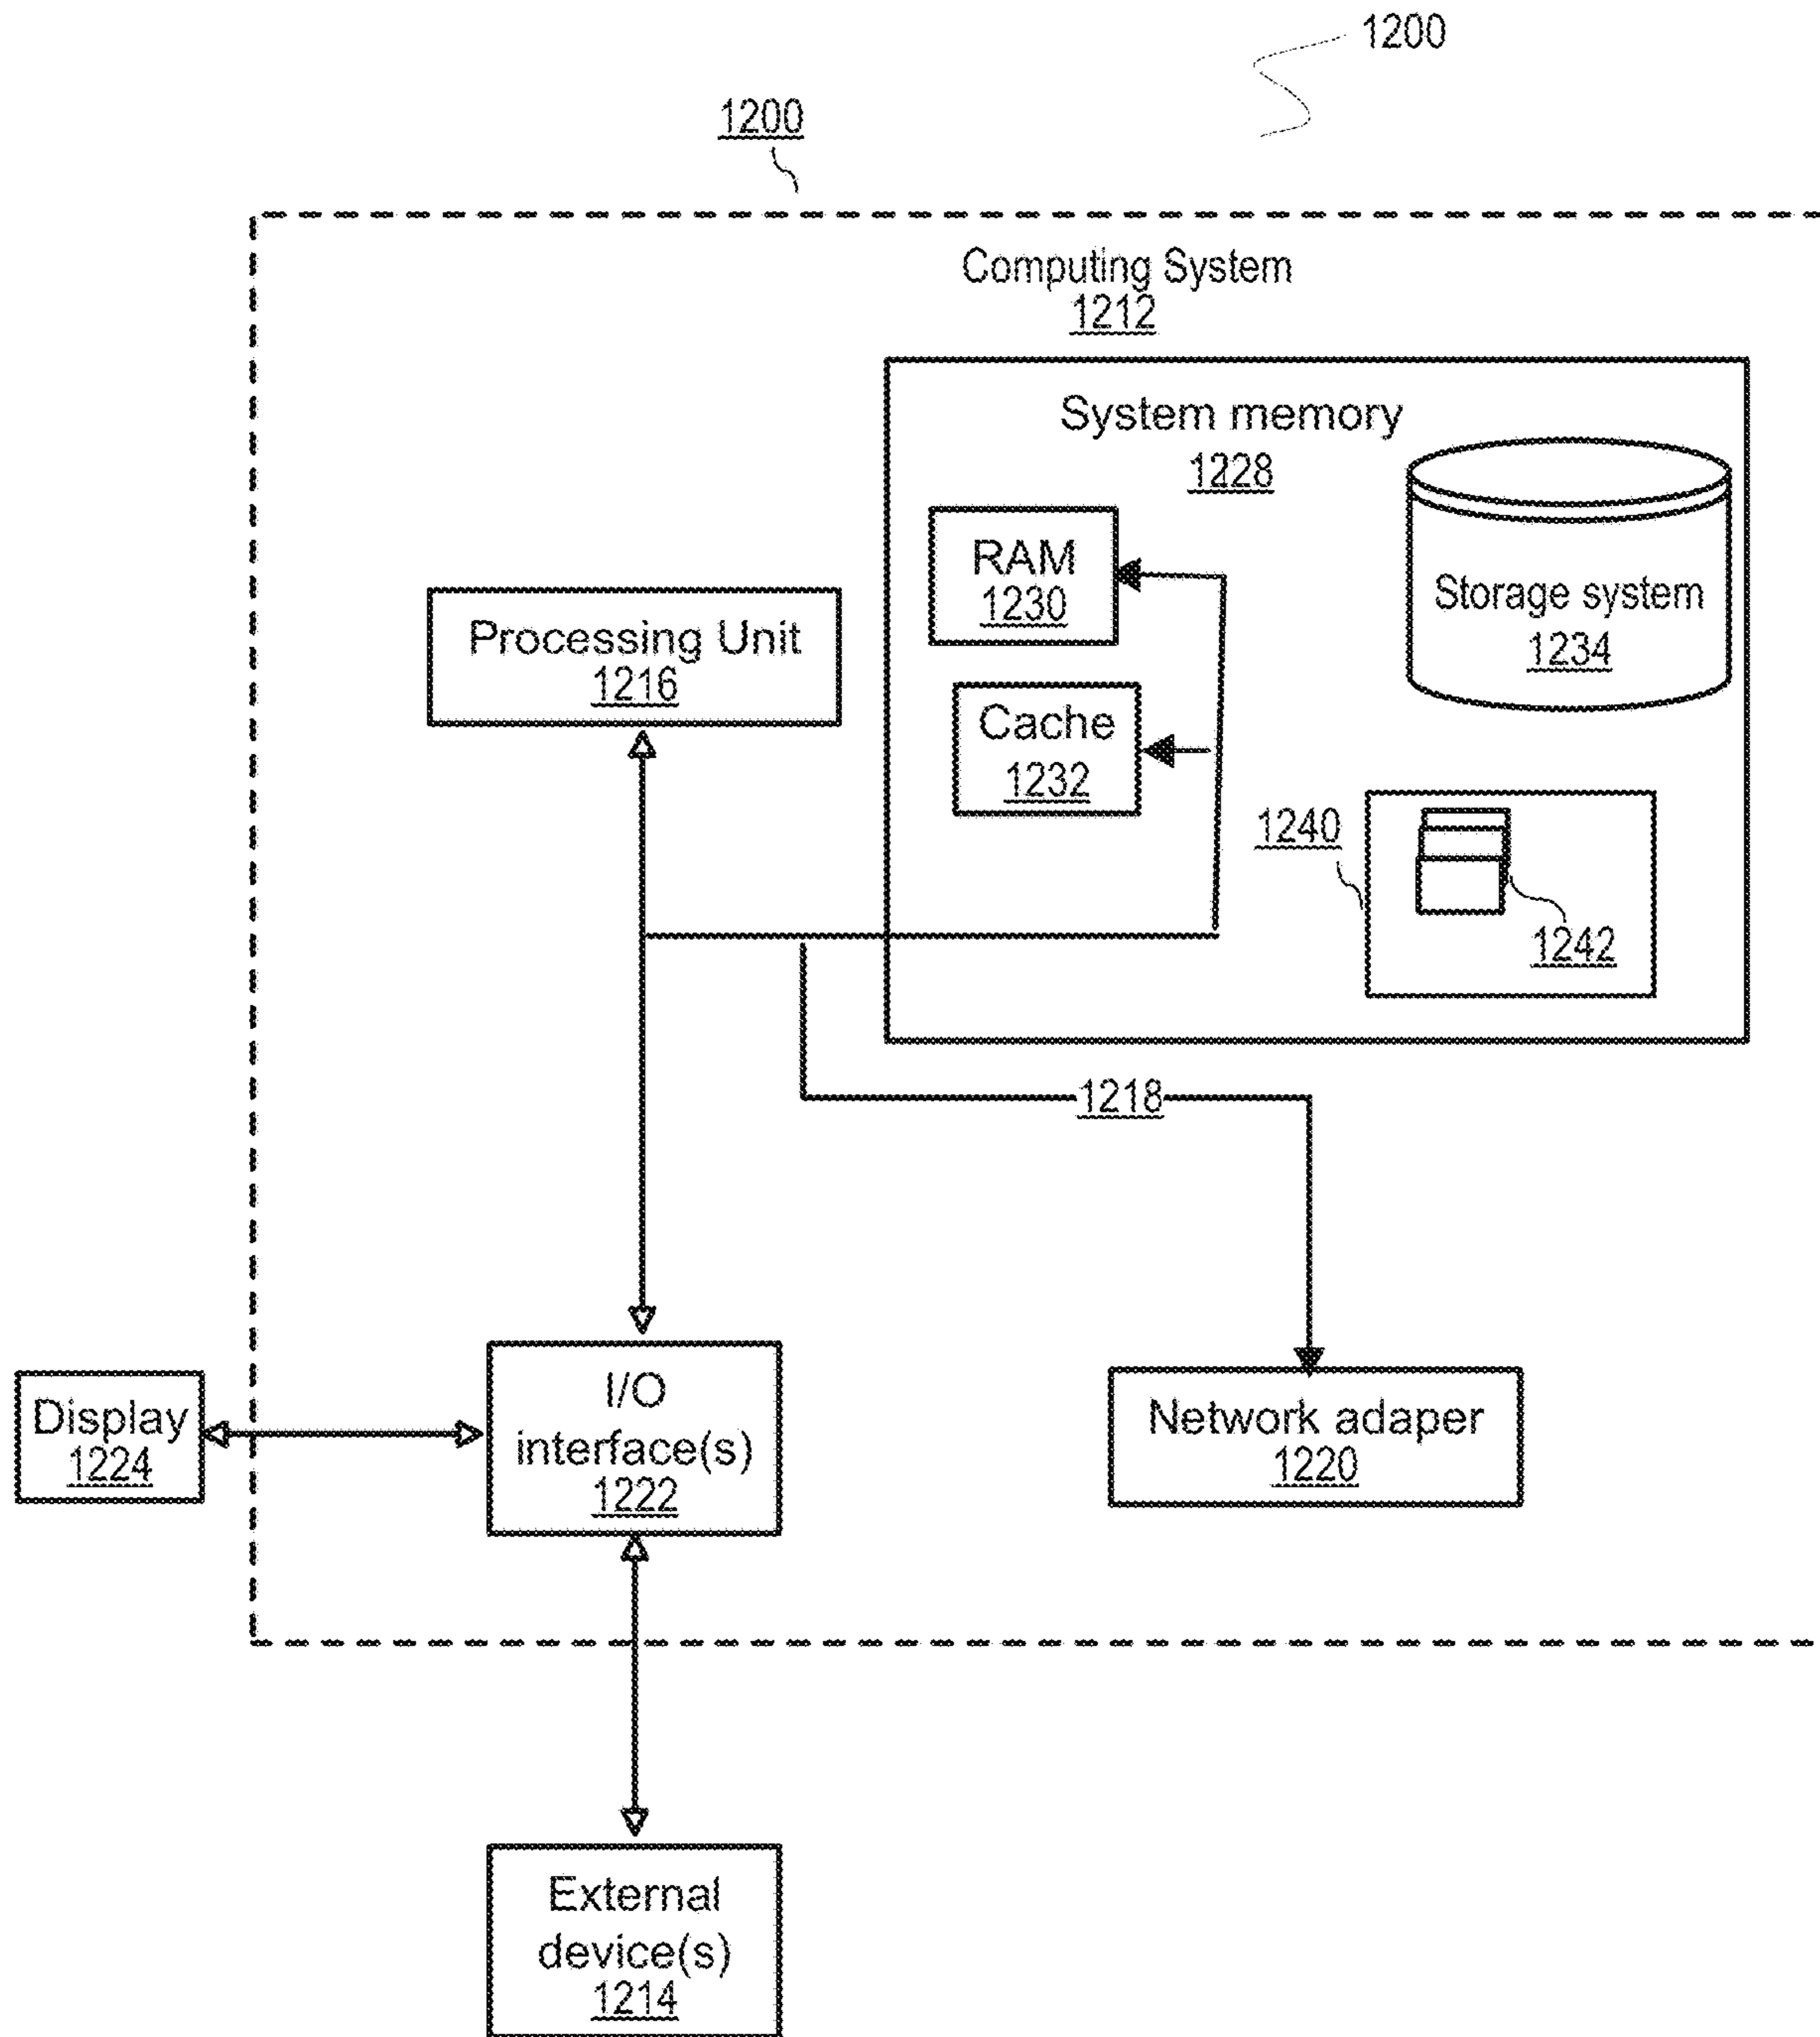 1200
1200
Computing System
1212
System memory
1228
RAM
1230
Storage system
1234
Processing Unit
1216
Cache
1232
1240
1242
1218
Display
1224
I/O
interface(s)
1222
Network adaper
1220
External
device(s)
1214